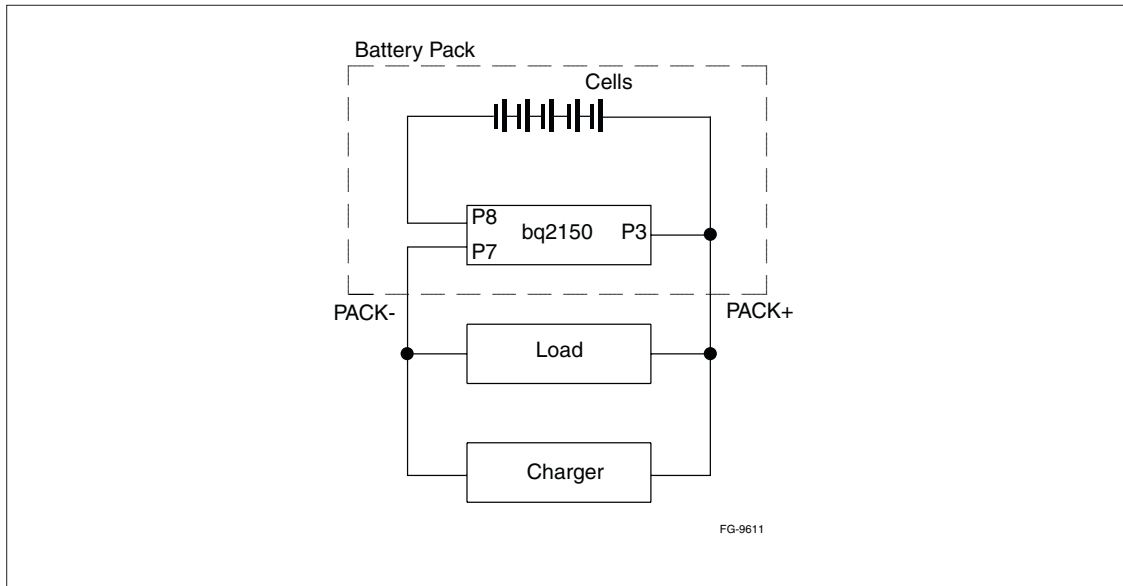 Battery Pack
Cells
P8
bq2150
P3
P7
PACK-
PACK+
Load
Charger
FG-9611